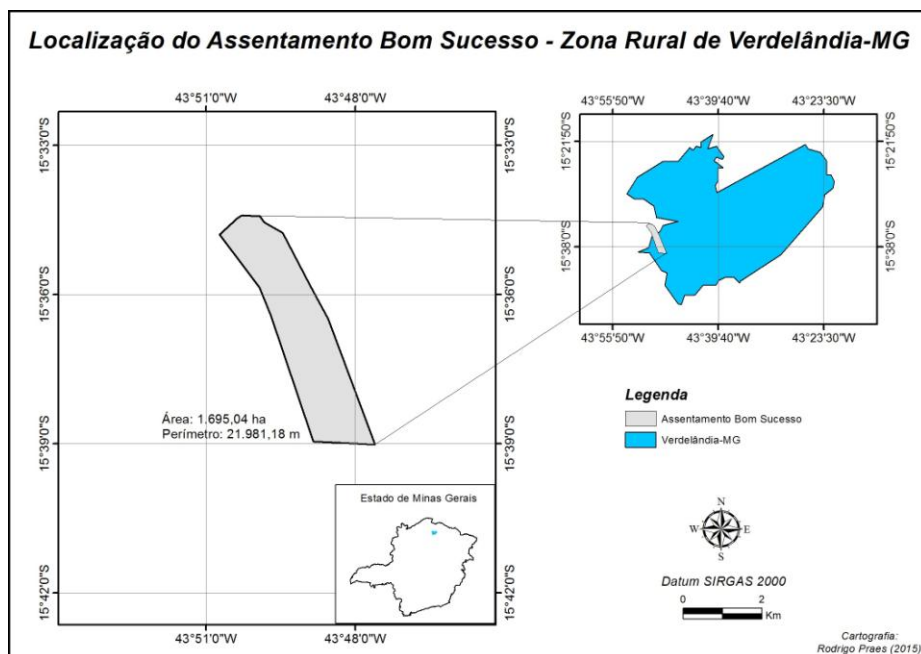 Localização do Assentamento Bom Sucesso - Zona Rural de Verdelândia-MG
43°51'0"W
43°48'0"W
15°33'0"S
15°33'0"S
15°36'0"S
15°36'0"S
15°39'0"S
15°39'0"S
15°42'0"S
15°42'0"S
43°51'0"W
43°48'0"W
Área: 1.695,04 ha
Perímetro: 21.981,18 m
Estado de Minas Gerais
43°55'50"W
43°39'40"W
43°23'30"W
15°21'50"S
15°21'50"S
15°38'0"S
15°38'0"S
43°55'50"W
43°39'40"W
43°23'30"W
Legenda
Assentamento Bom Sucesso
Verdelândia-MG
N
W
E
S
Datum SIRGAS 2000
0 2
Km
Cartografia:
Rodrigo Praes (2015)